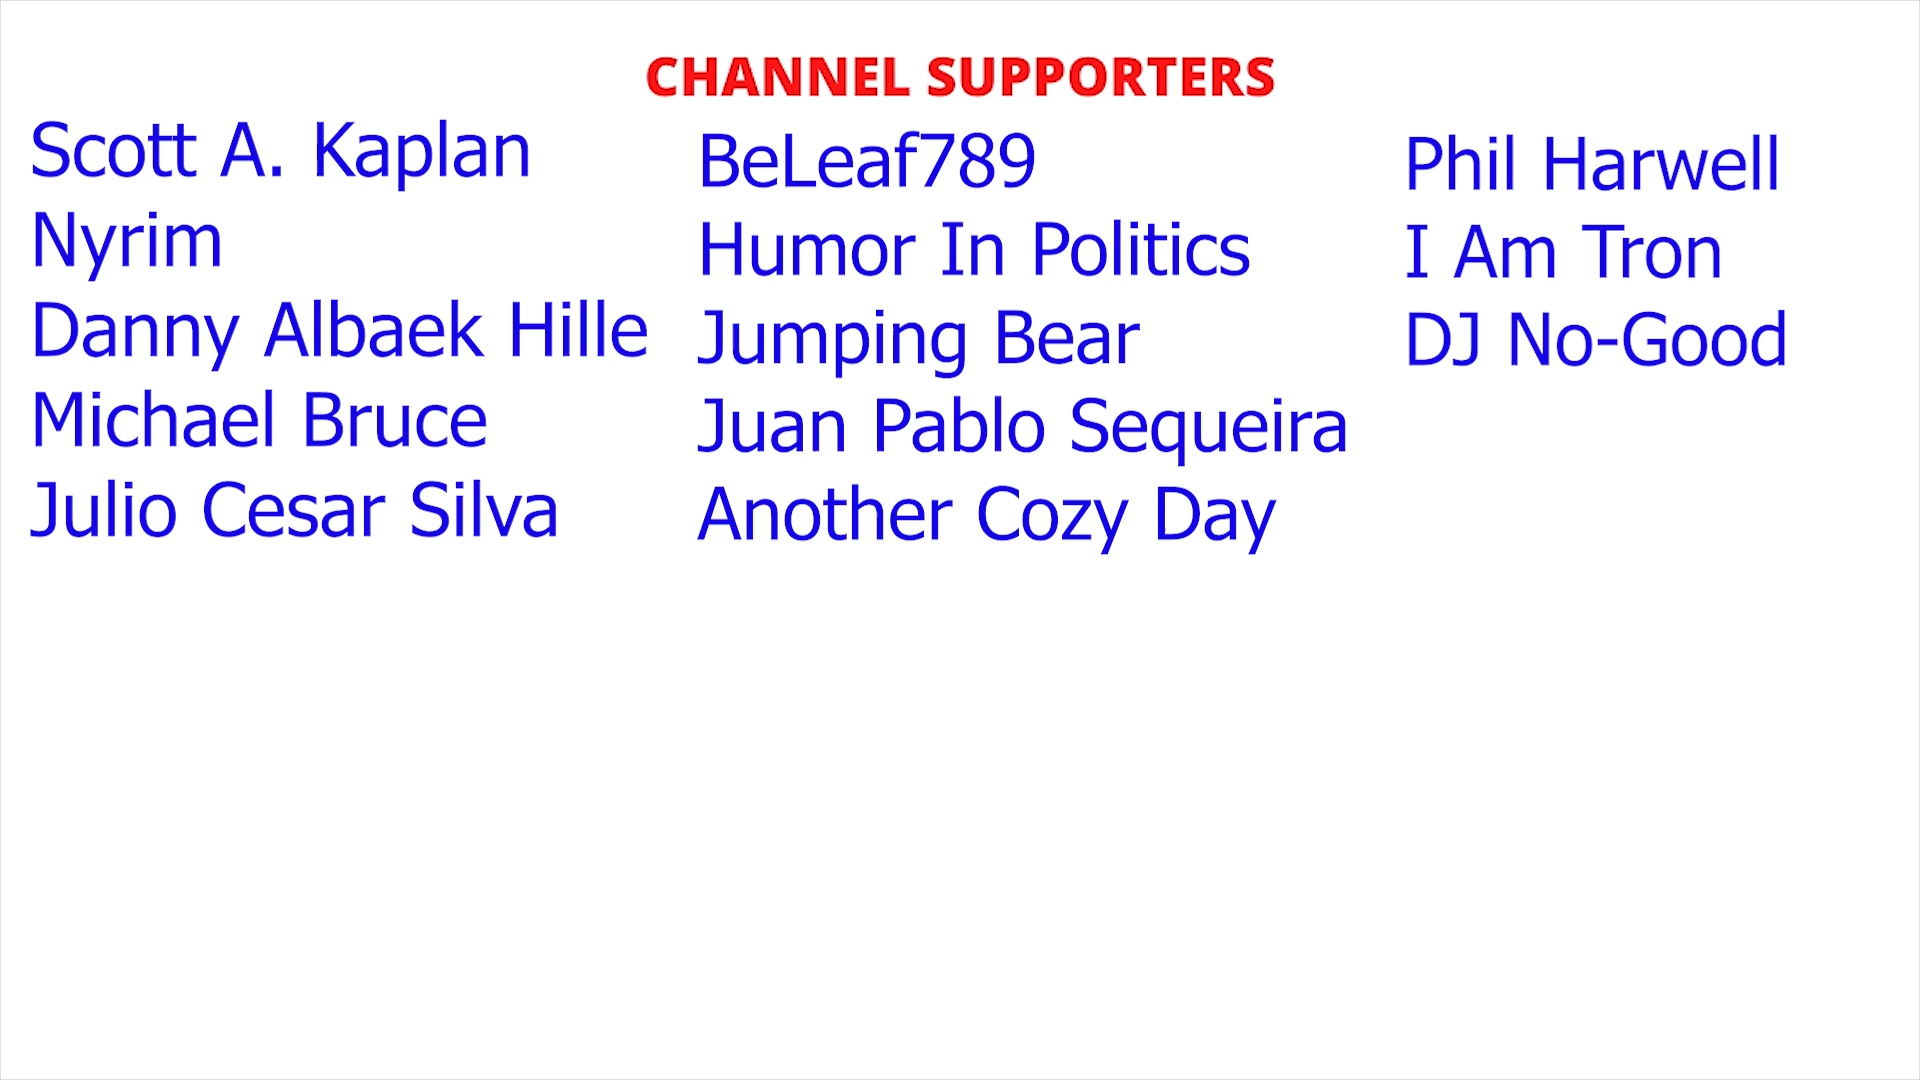 CHANNEL SUPPORTERS
Scott A. Kaplan
Nyrim
Danny Albaek Hille
Michael Bruce
Julio Cesar Silva
BeLeaf789
Humor In Politics
Jumping Bear
Juan Pablo Sequeira
Another Cozy Day
Phil Harwell
I Am Tron
DJ No-Good